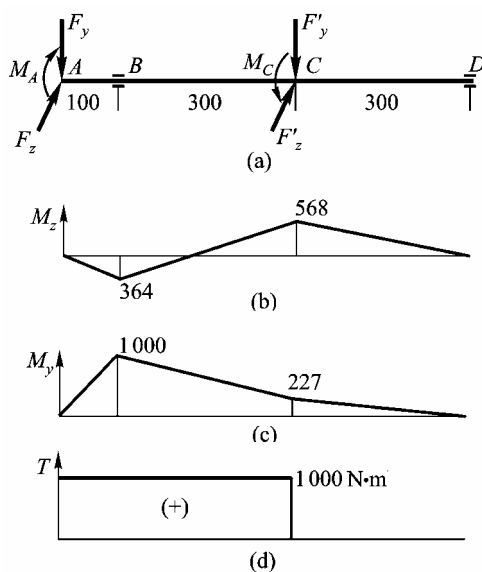 F_y F'_y
M_A A B M_C C D
100 300 300
F_z F'_z
(a)
M_z 568
364
(b)
M_y 1 000
227
(c)
T 1 000 N•m
(+)
(d)